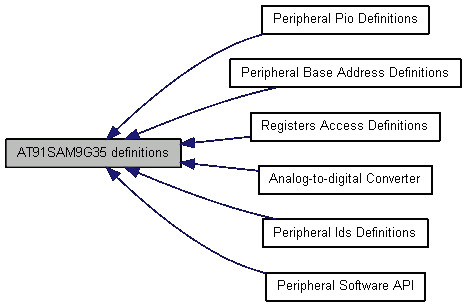 Peripheral Pio Definitions
Peripheral Base Address Definitions
Registers Access Definitions
AT91SAM9G35 definitions
Analog-to-digital Converter
Peripheral Ids Definitions
Peripheral Software API